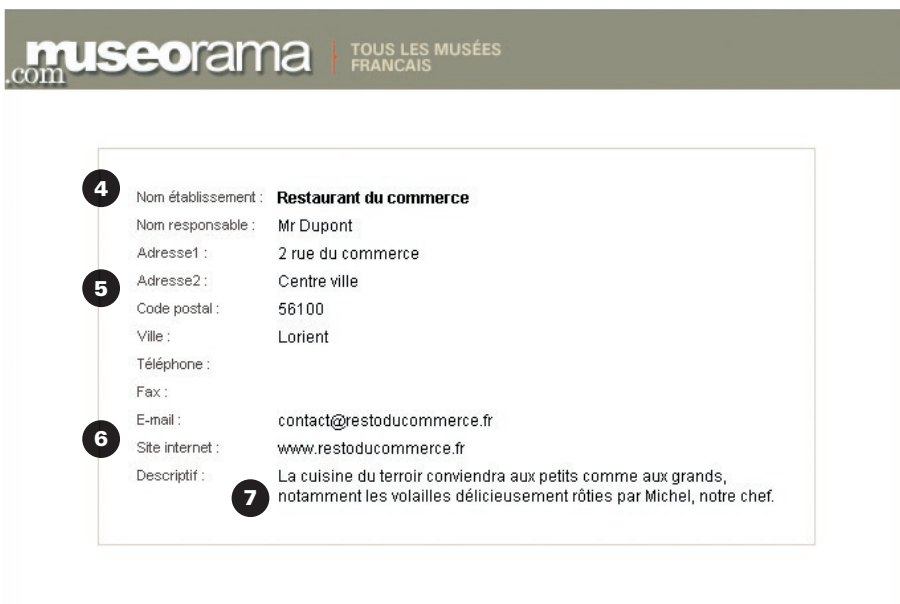 museorama
.com
TOUS LES MUSÉES
FRANCAIS
4
Nom établissement : Restaurant du commerce
Nom responsable : Mr Dupont
Adresse1 : 2 rue du commerce
5
Adresse2 : Centre ville
Code postal : 56100
Ville : Lorient
Téléphone :
Fax :
E-mail : contact@restoducommerce.fr
6
Site internet : www.restoducommerce.fr
Descriptif : La cuisine du terroir conviendra aux petits comme aux grands,
7
notamment les volailles délicieusement rôties par Michel, notre chef.